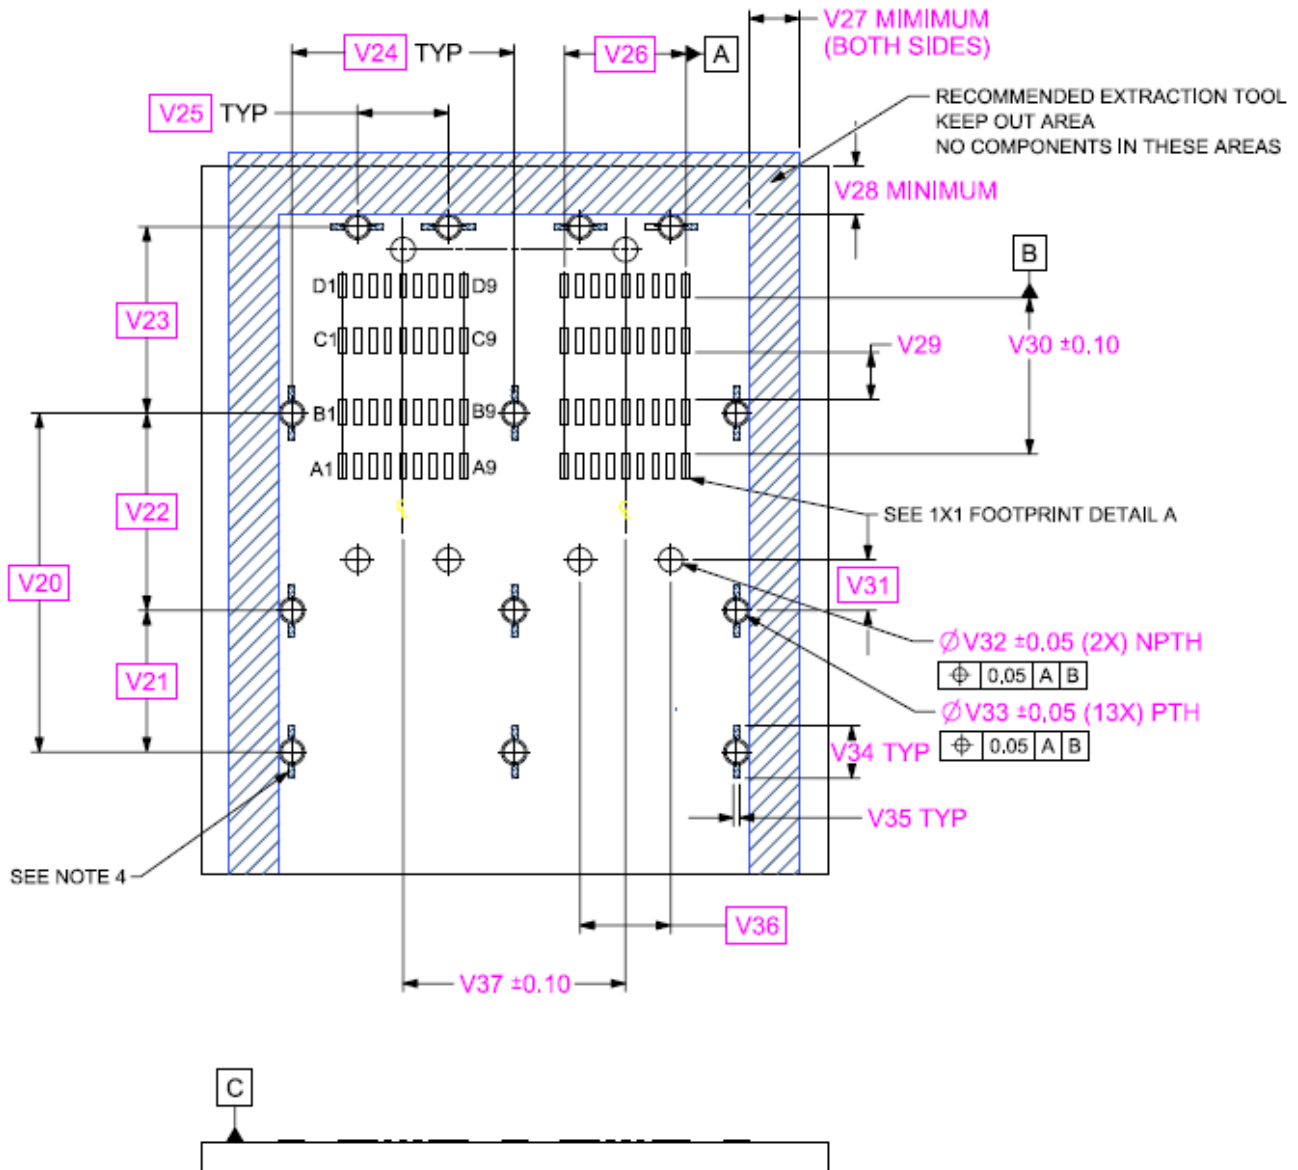 V27 MIMIMUM
(BOTH SIDES)
V24 TYP
V26
A
V25 TYP
RECOMMENDED EXTRACTION TOOL
KEEP OUT AREA
NO COMPONENTS IN THESE AREAS
V28 MINIMUM
B
D1
D9
V23
C1
C9
V29
V30 ±0.10
B1
B9
A1
A9
V22
SEE 1X1 FOOTPRINT DETAIL A
V20
V31
V21
⌀V32 ±0.05 (2X) NPTH
⌖ 0.05 A B
⌀V33 ±0.05 (13X) PTH
⌖ 0.05 A B
V34 TYP
V35 TYP
SEE NOTE 4
V36
V37 ±0.10
C